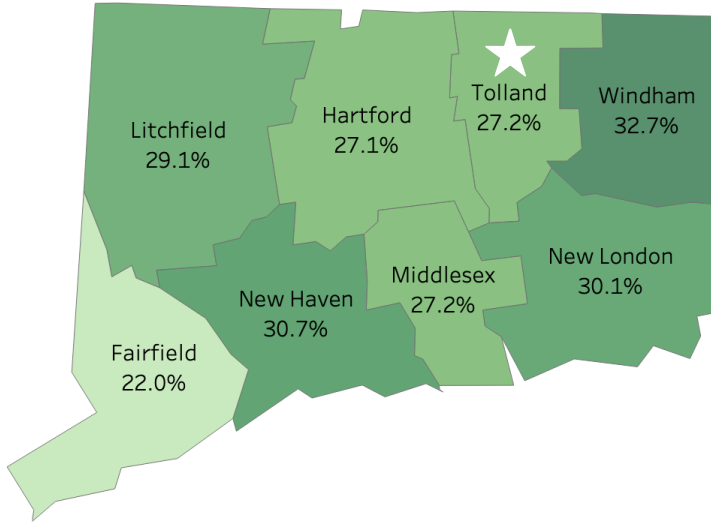 Litchfield
29.1%
Hartford
27.1%
Tolland
27.2%
Windham
32.7%
New Haven
30.7%
Middlesex
27.2%
New London
30.1%
Fairfield
22.0%